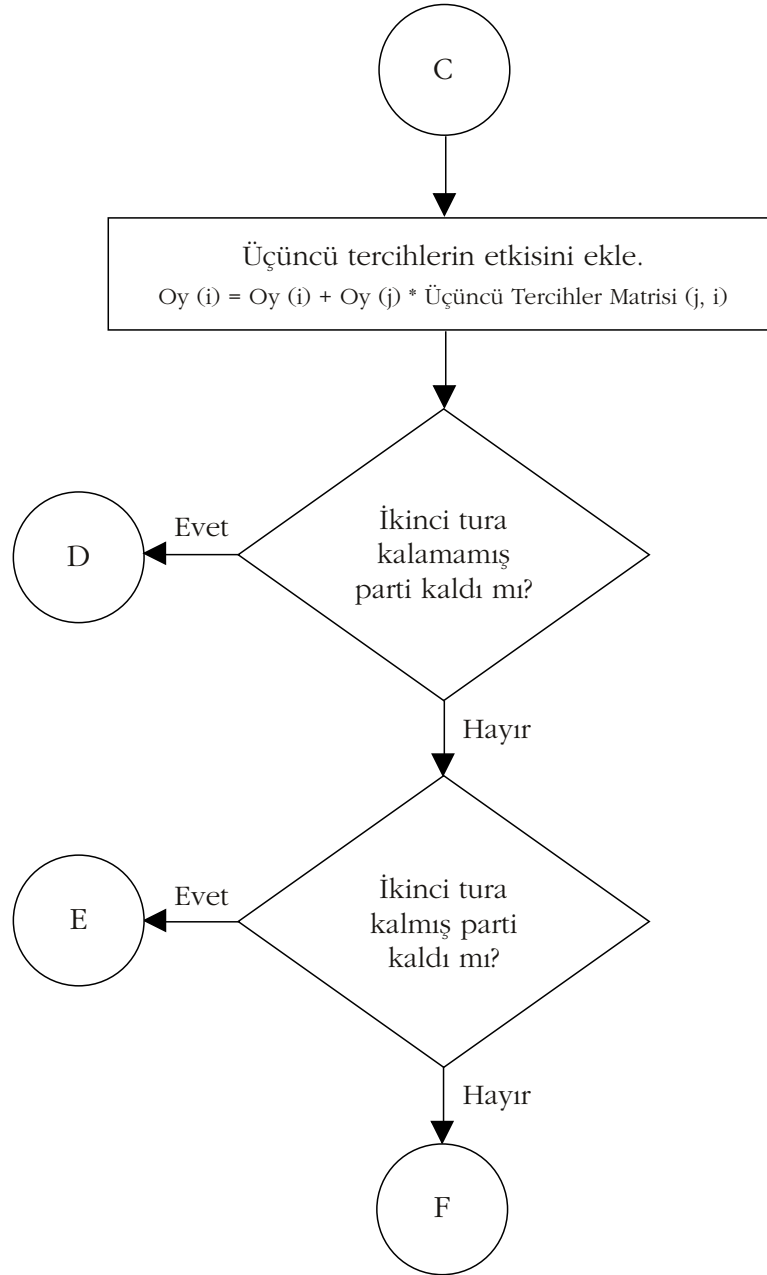 C
Üçüncü tercihlerin etkisini ekle.
Oy (i) = Oy (i) + Oy (j) * Üçüncü Tercihler Matrisi (j, i)
İkinci tura
kalamamış
parti kaldı mı?
Evet
D
Hayır
İkinci tura
kalmış parti
kaldı mı?
Evet
E
Hayır
F